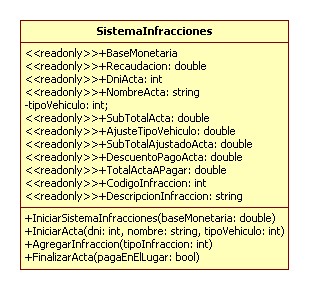 SistemaInfracciones
<<readonly>>+BaseMonetaria
<<readonly>>+Recaudacion: double
<<readonly>>+DniActa: int
<<readonly>>+NombreActa: string
-tipoVehiculo: int;
<<readonly>>+SubTotalActa: double
<<readonly>>+AjusteTipoVehiculo: double
<<readonly>>+SubTotalAjustadoActa: double
<<readonly>>+DescuentoPagoActa: double
<<readonly>>+TotalActaAPagar: double
<<readonly>>+CodigoInfraccion: int
<<readonly>>+DescripcionInfraccion: string
+IniciarSistemaInfracciones(baseMonetaria: double)
+IniciarActa(dni: int, nombre: string, tipoVehiculo: int)
+AgregarInfraccion(tipoInfraccion: int)
+FinalizarActa(pagaEnElLugar: bool)